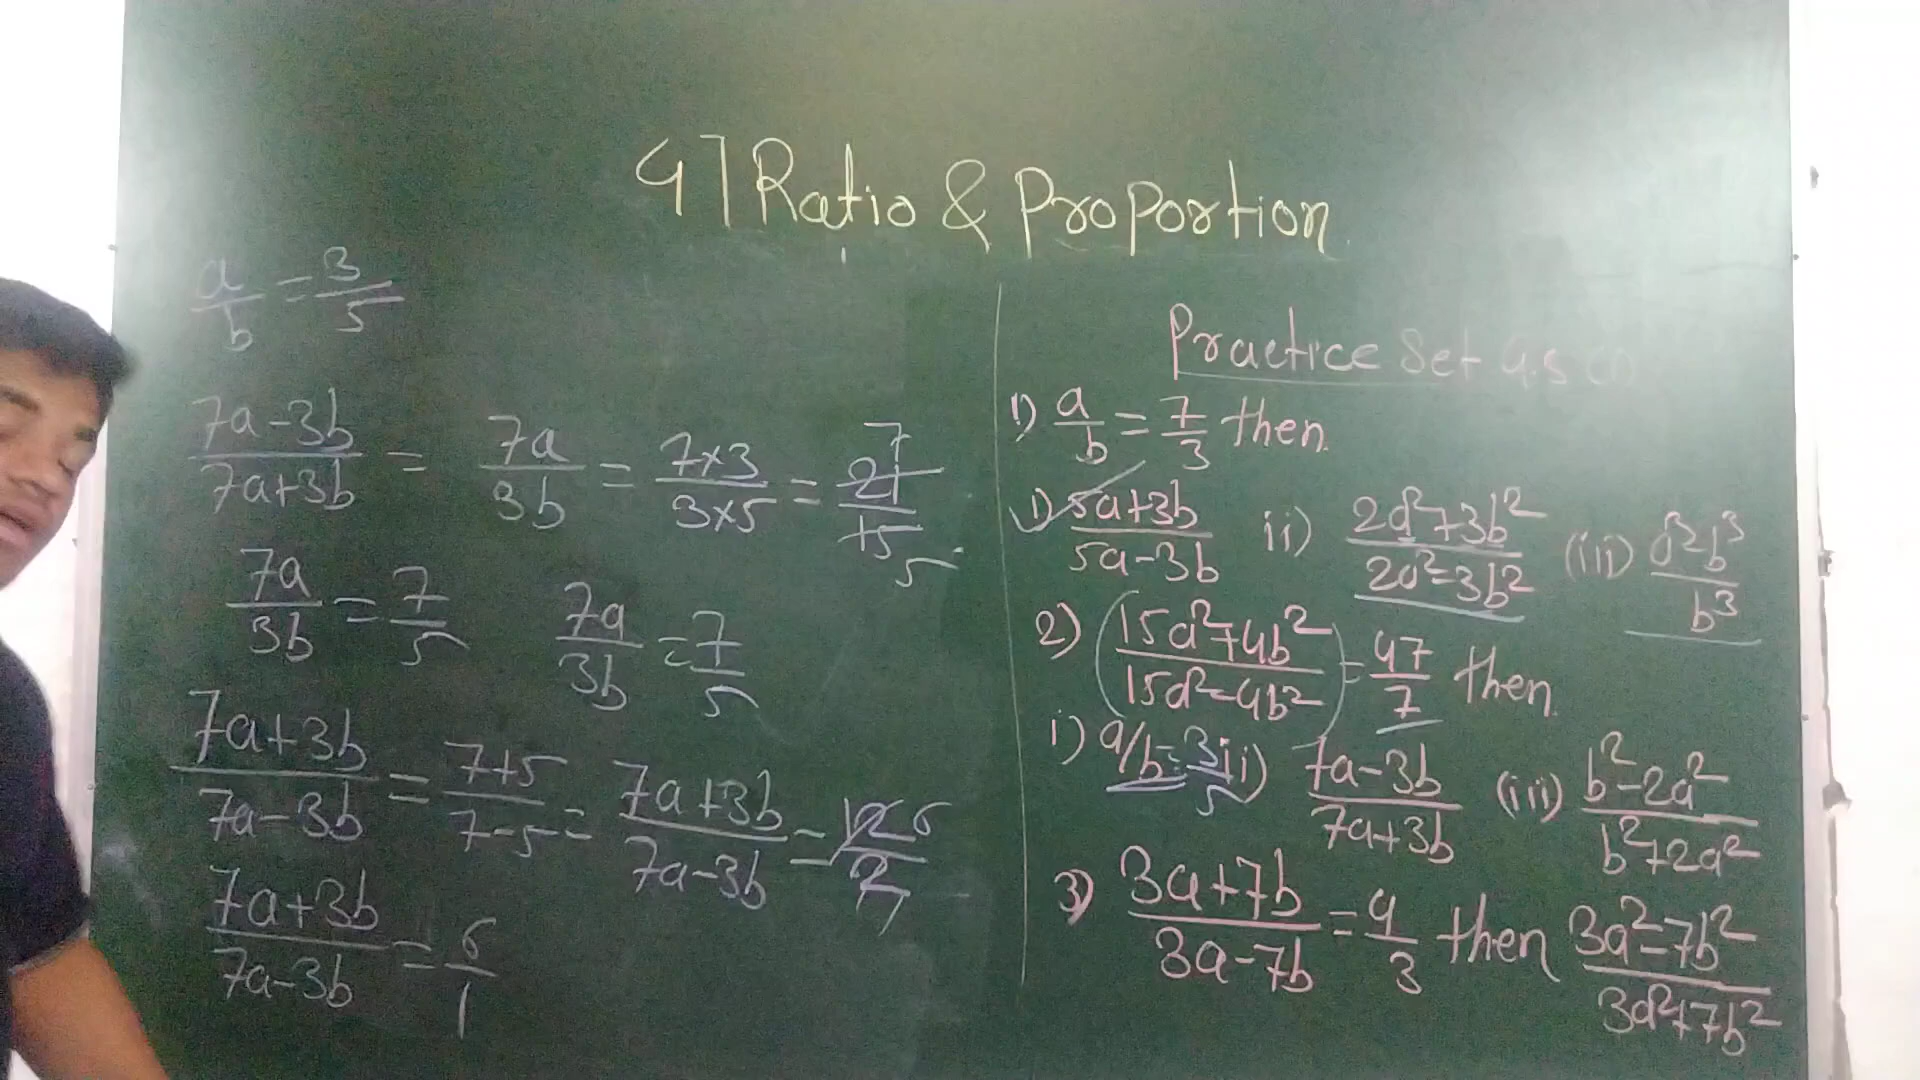 4] Ratio & Proportion
a/b = 3/5
7a-3b/7a+3b = 7a/3b = 7×3/3×5 = 21/15 7 5
7a/3b = 7/5 7a/3b = 7/5
7a+3b/7a-3b = 7+5/7-5 = 7a+3b/7a-3b = 12/2 6 1
7a+3b/7a-3b = 6/1
Practice Set 4.3
1) a/b = 7/3 then
i) 5a+3b/5a-3b ii) 2a²+3b²/2a²-3b² (iii) b³/b³
2) (15a²+4b²/15a²-4b²) = 47/7 then
i) a/b = 3/5 ii) 7a-3b/7a+3b (iii) b²-2a²/b²+2a²
3) 3a+7b/3a-7b = 4/3 then 3a²-7b²/3a²+7b²